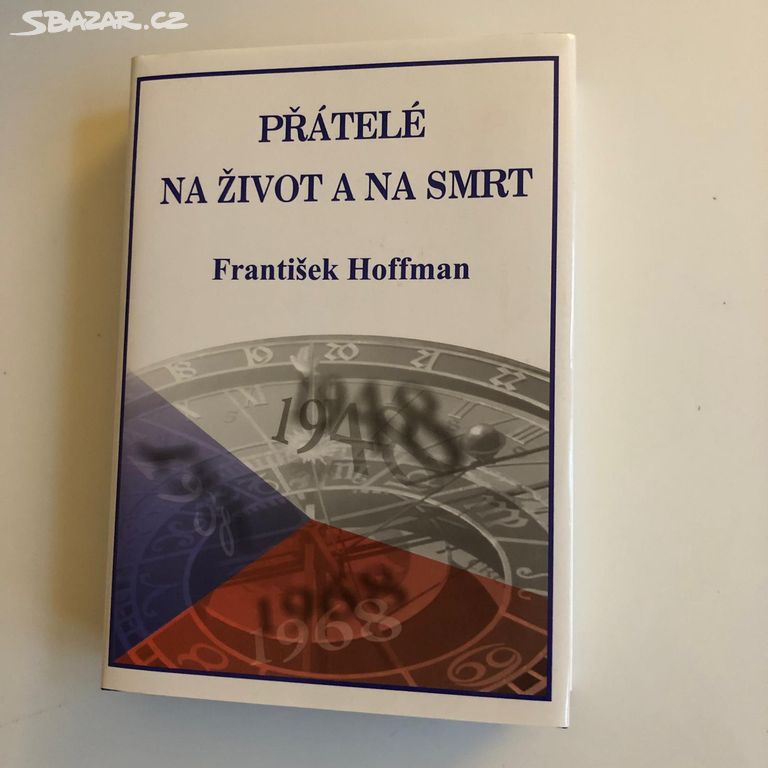 SBAZAR.CZ
PŘÁTELÉ
NA ŽIVOT A NA SMRT
František Hoffman
1948
1968